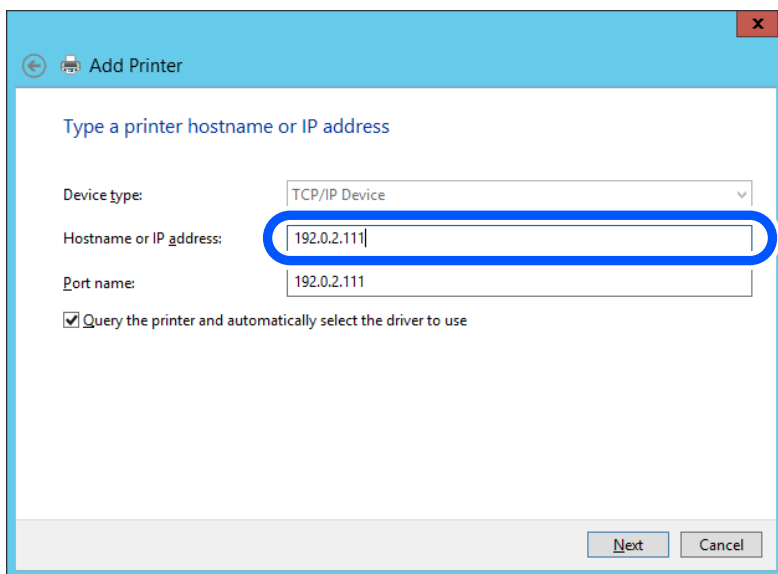 x
Add Printer
Type a printer hostname or IP address
Device type: TCP/IP Device
Hostname or IP address: 192.0.2.111
Port name: 192.0.2.111
Query the printer and automatically select the driver to use
Next Cancel